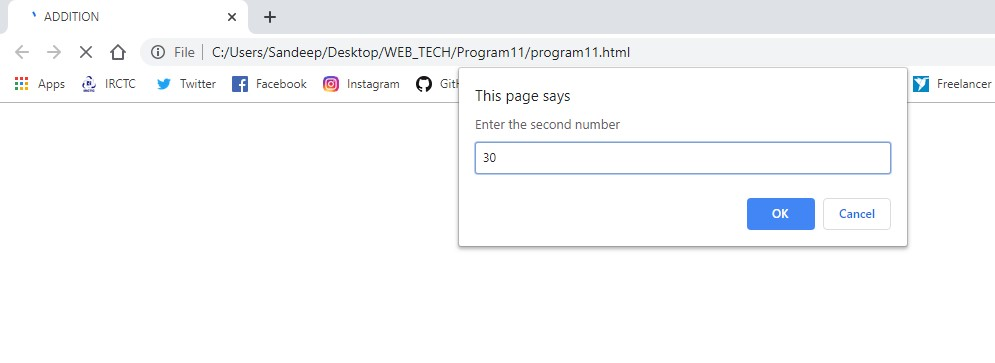 ADDITION
File | C:/Users/Sandeep/Desktop/WEB_TECH/Program11/program11.html
Apps IRCTC Twitter Facebook Instagram Freelancer
IRCTC
This page says
Enter the second number
30
OK Cancel